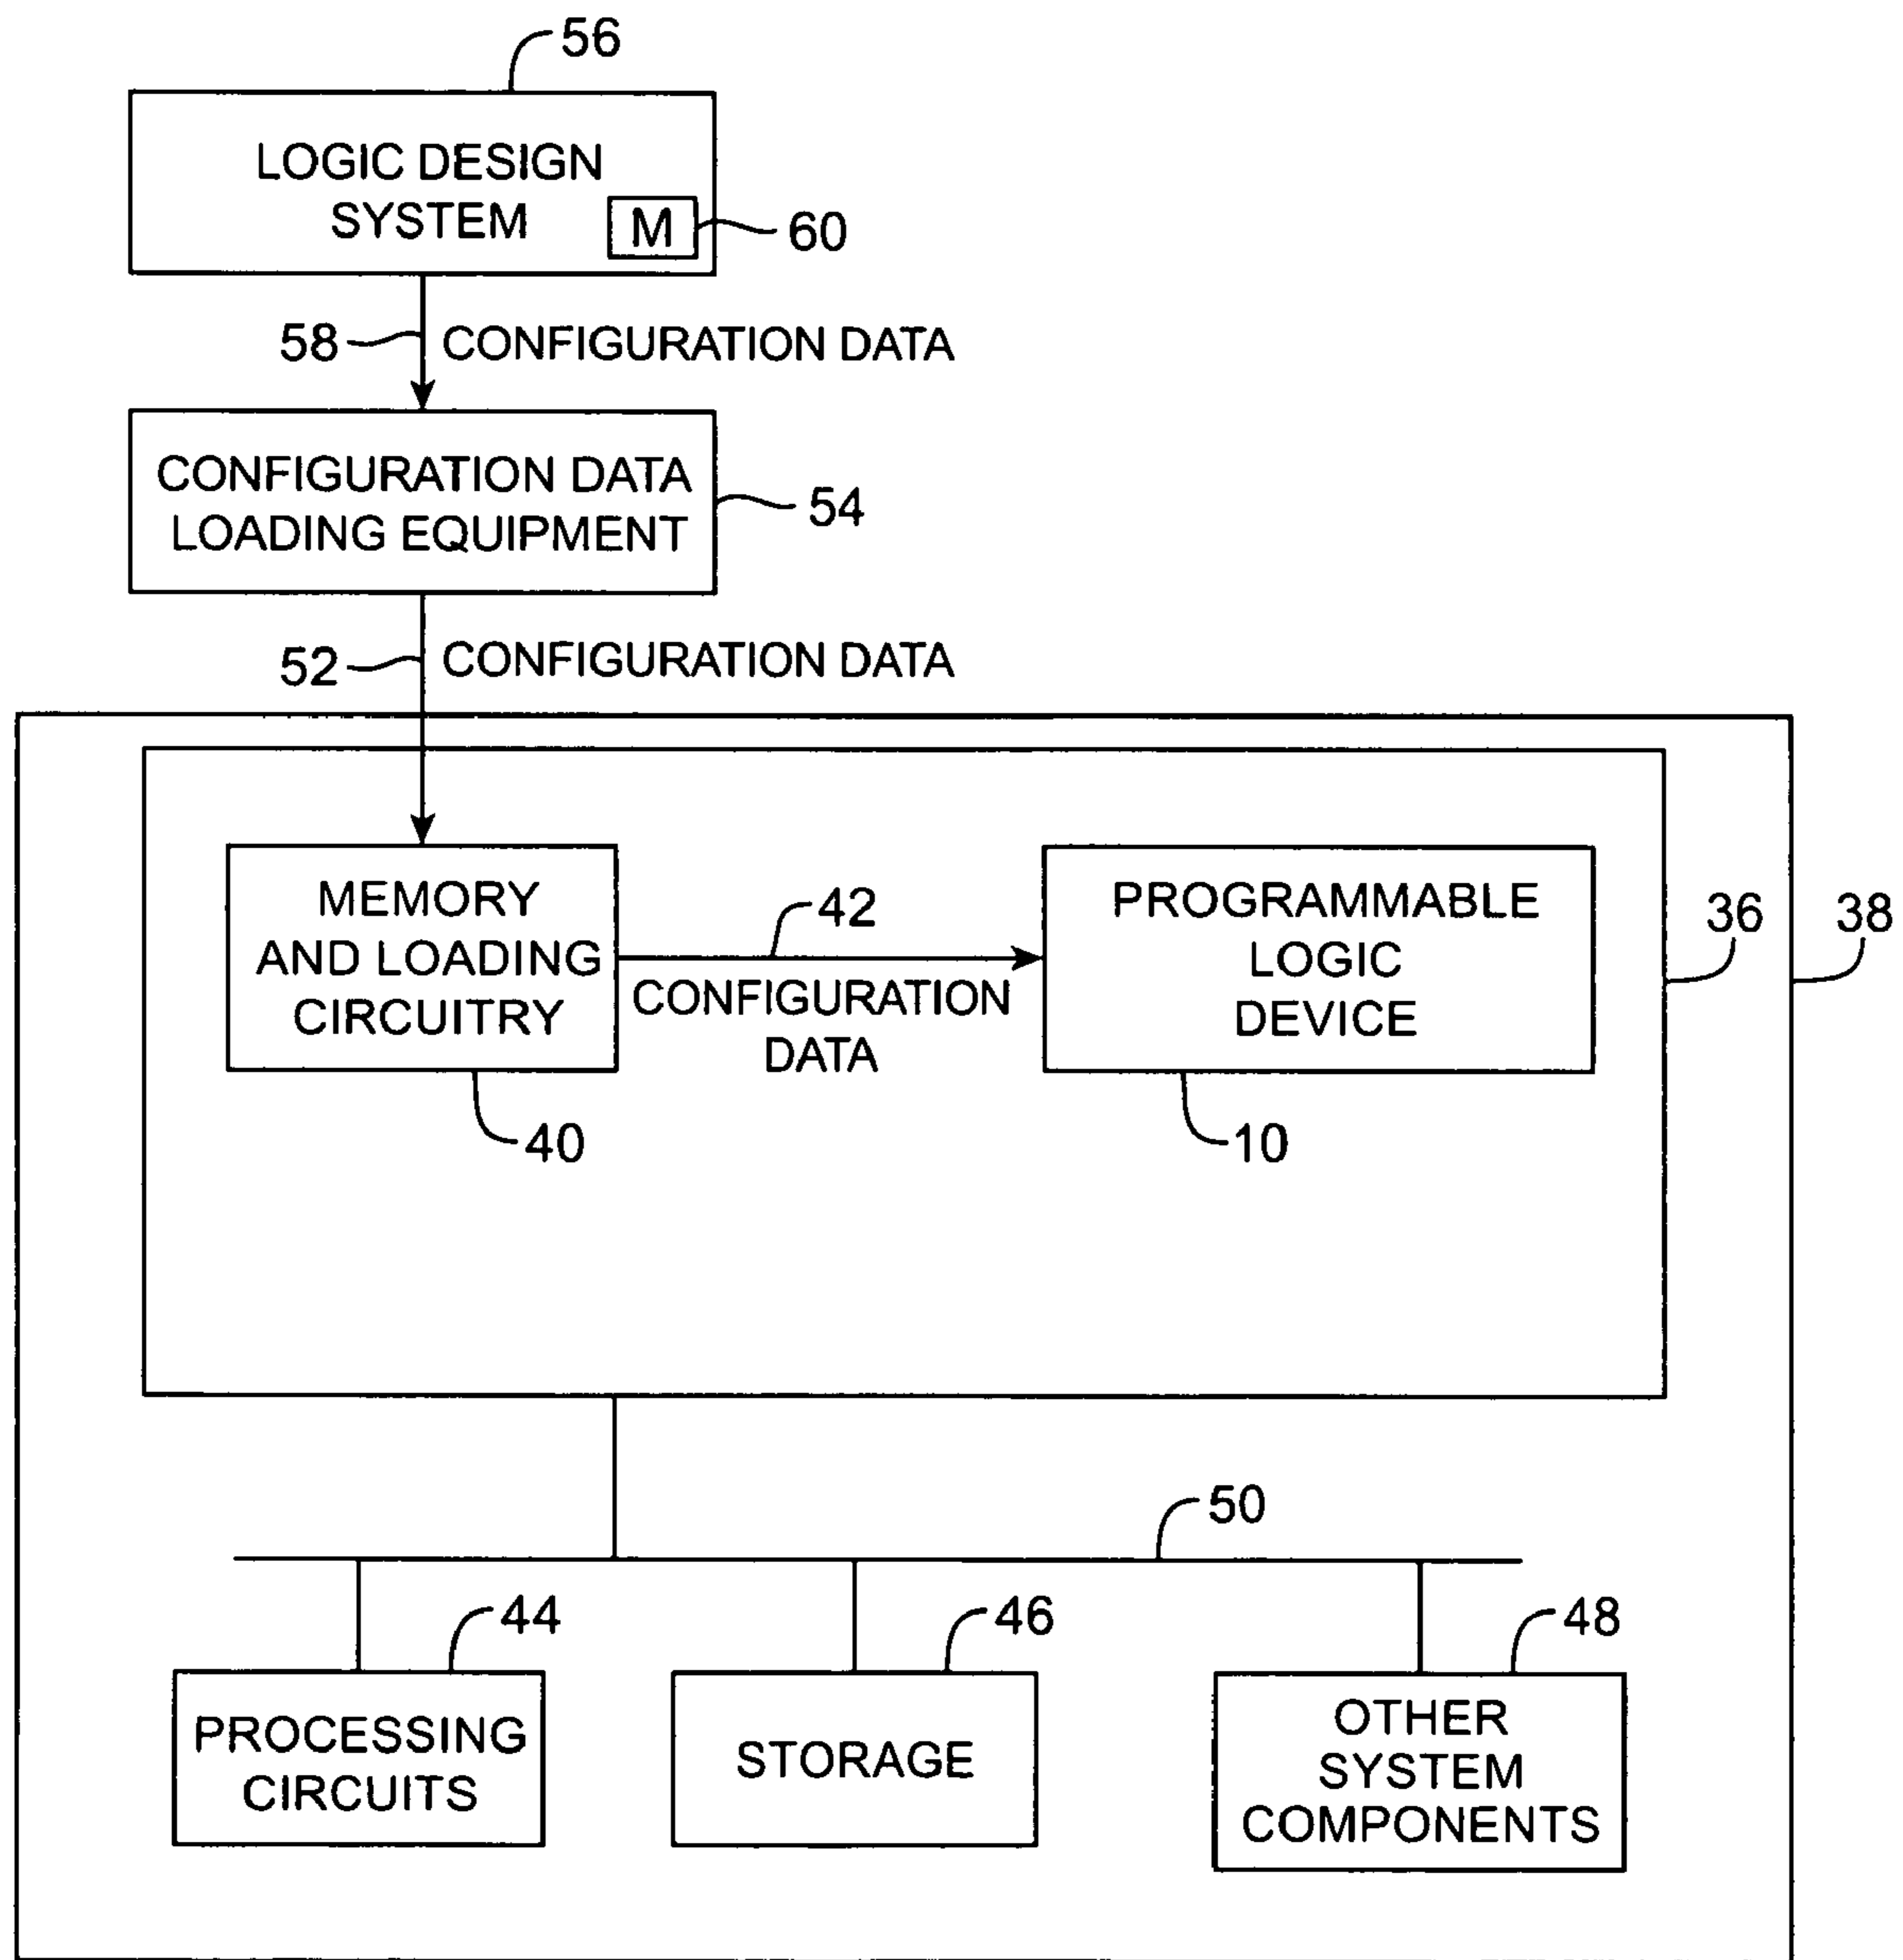 56
LOGIC DESIGN
SYSTEM
M
60
58
CONFIGURATION DATA
CONFIGURATION DATA
LOADING EQUIPMENT
54
52
CONFIGURATION DATA
MEMORY
AND LOADING
CIRCUITRY
42
CONFIGURATION
DATA
PROGRAMMABLE
LOGIC
DEVICE
36
38
40
10
50
44
46
48
PROCESSING
CIRCUITS
STORAGE
OTHER
SYSTEM
COMPONENTS